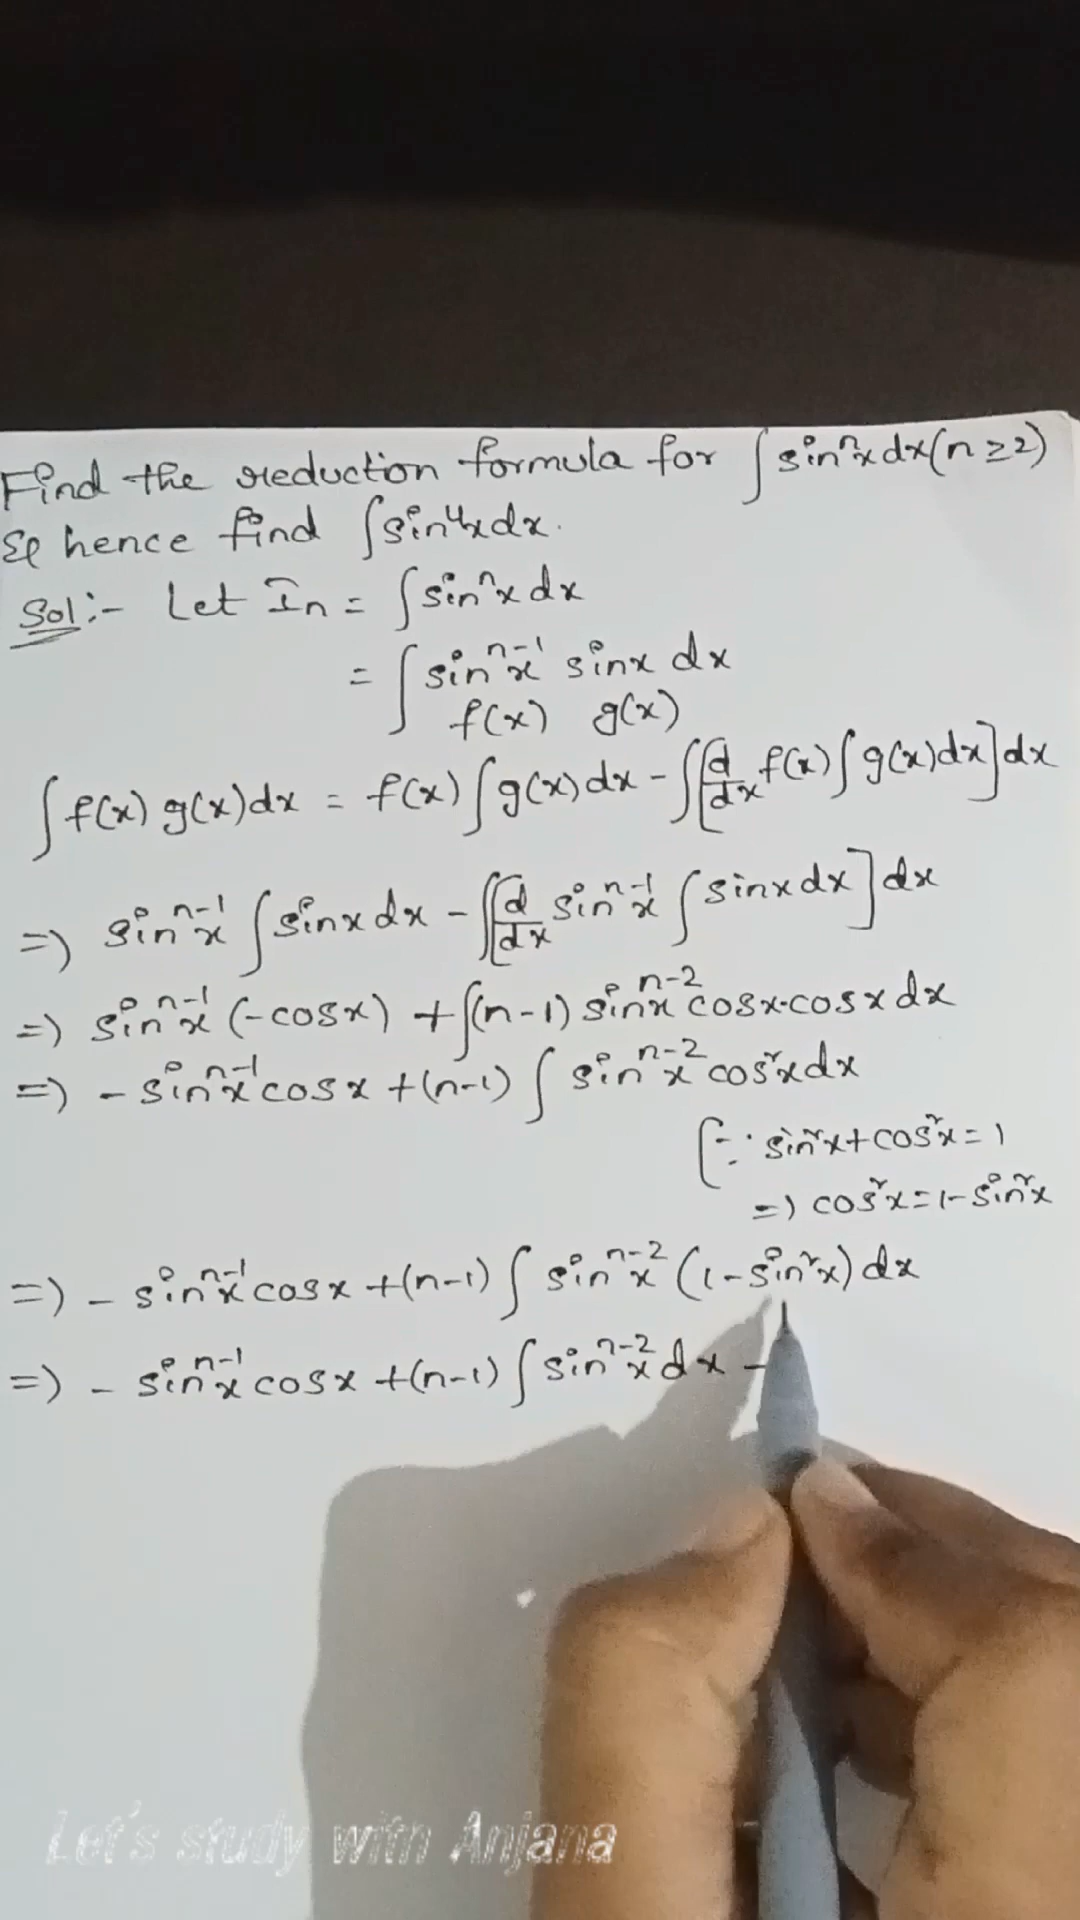 Find the reduction formula for ∫ sinⁿx dx (n ≥ 2)
& hence find ∫ sin⁴x dx.
Sol:- Let Iₙ = ∫ sinⁿx dx
= ∫ sinⁿ⁻¹x sinx dx
f(x) g(x)
∫ f(x) g(x) dx = f(x) ∫ g(x) dx - ∫[d/dx f(x) ∫ g(x) dx] dx
=) sinⁿ⁻¹x ∫ sinx dx - ∫[d/dx sinⁿ⁻¹x ∫ sinx dx] dx
=) sinⁿ⁻¹x (-cosx) + ∫(n-1) sinⁿ⁻²x cosx·cosx dx
=) - sinⁿ⁻¹x cosx + (n-1) ∫ sinⁿ⁻²x cos²x dx
[∵ sin²x + cos²x = 1
=) cos²x = 1 - sin²x
=) - sinⁿ⁻¹x cosx + (n-1) ∫ sinⁿ⁻²x (1 - sin²x) dx
=) - sinⁿ⁻¹x cosx + (n-1) ∫ sinⁿ⁻²x dx -
Let's study with Anjana